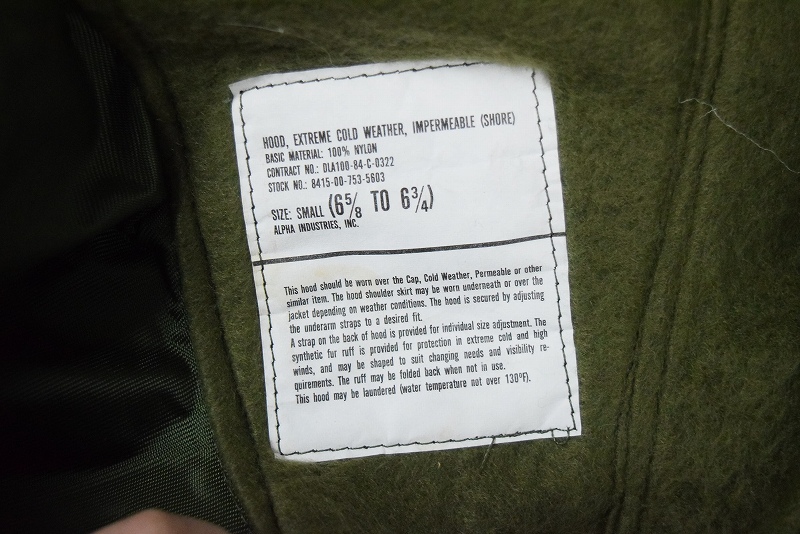 HOOD, EXTREME COLD WEATHER, IMPERMEABLE (SHORE)
BASIC MATERIAL: 100% NYLON
CONTRACT NO.: DLA100-84-C-0322
STOCK NO.: 8415-00-753-5603
SIZE: SMALL (6 5/8 TO 6 3/4)
ALPHA INDUSTRIES, INC.
This hood should be worn over the Cap, Cold Weather, Permeable or other
similar item. The hood shoulder skirt may be worn underneath or over the
jacket depending on weather conditions. The hood is secured by adjusting
the underarm straps to a desired fit.
A strap on the back of hood is provided for individual size adjustment. The
synthetic fur ruff is provided for protection in extreme cold and high
winds, and may be shaped to suit changing needs and visibility re-
quirements. The ruff may be folded back when not in use.
This hood may be laundered (water temperature not over 130°F).